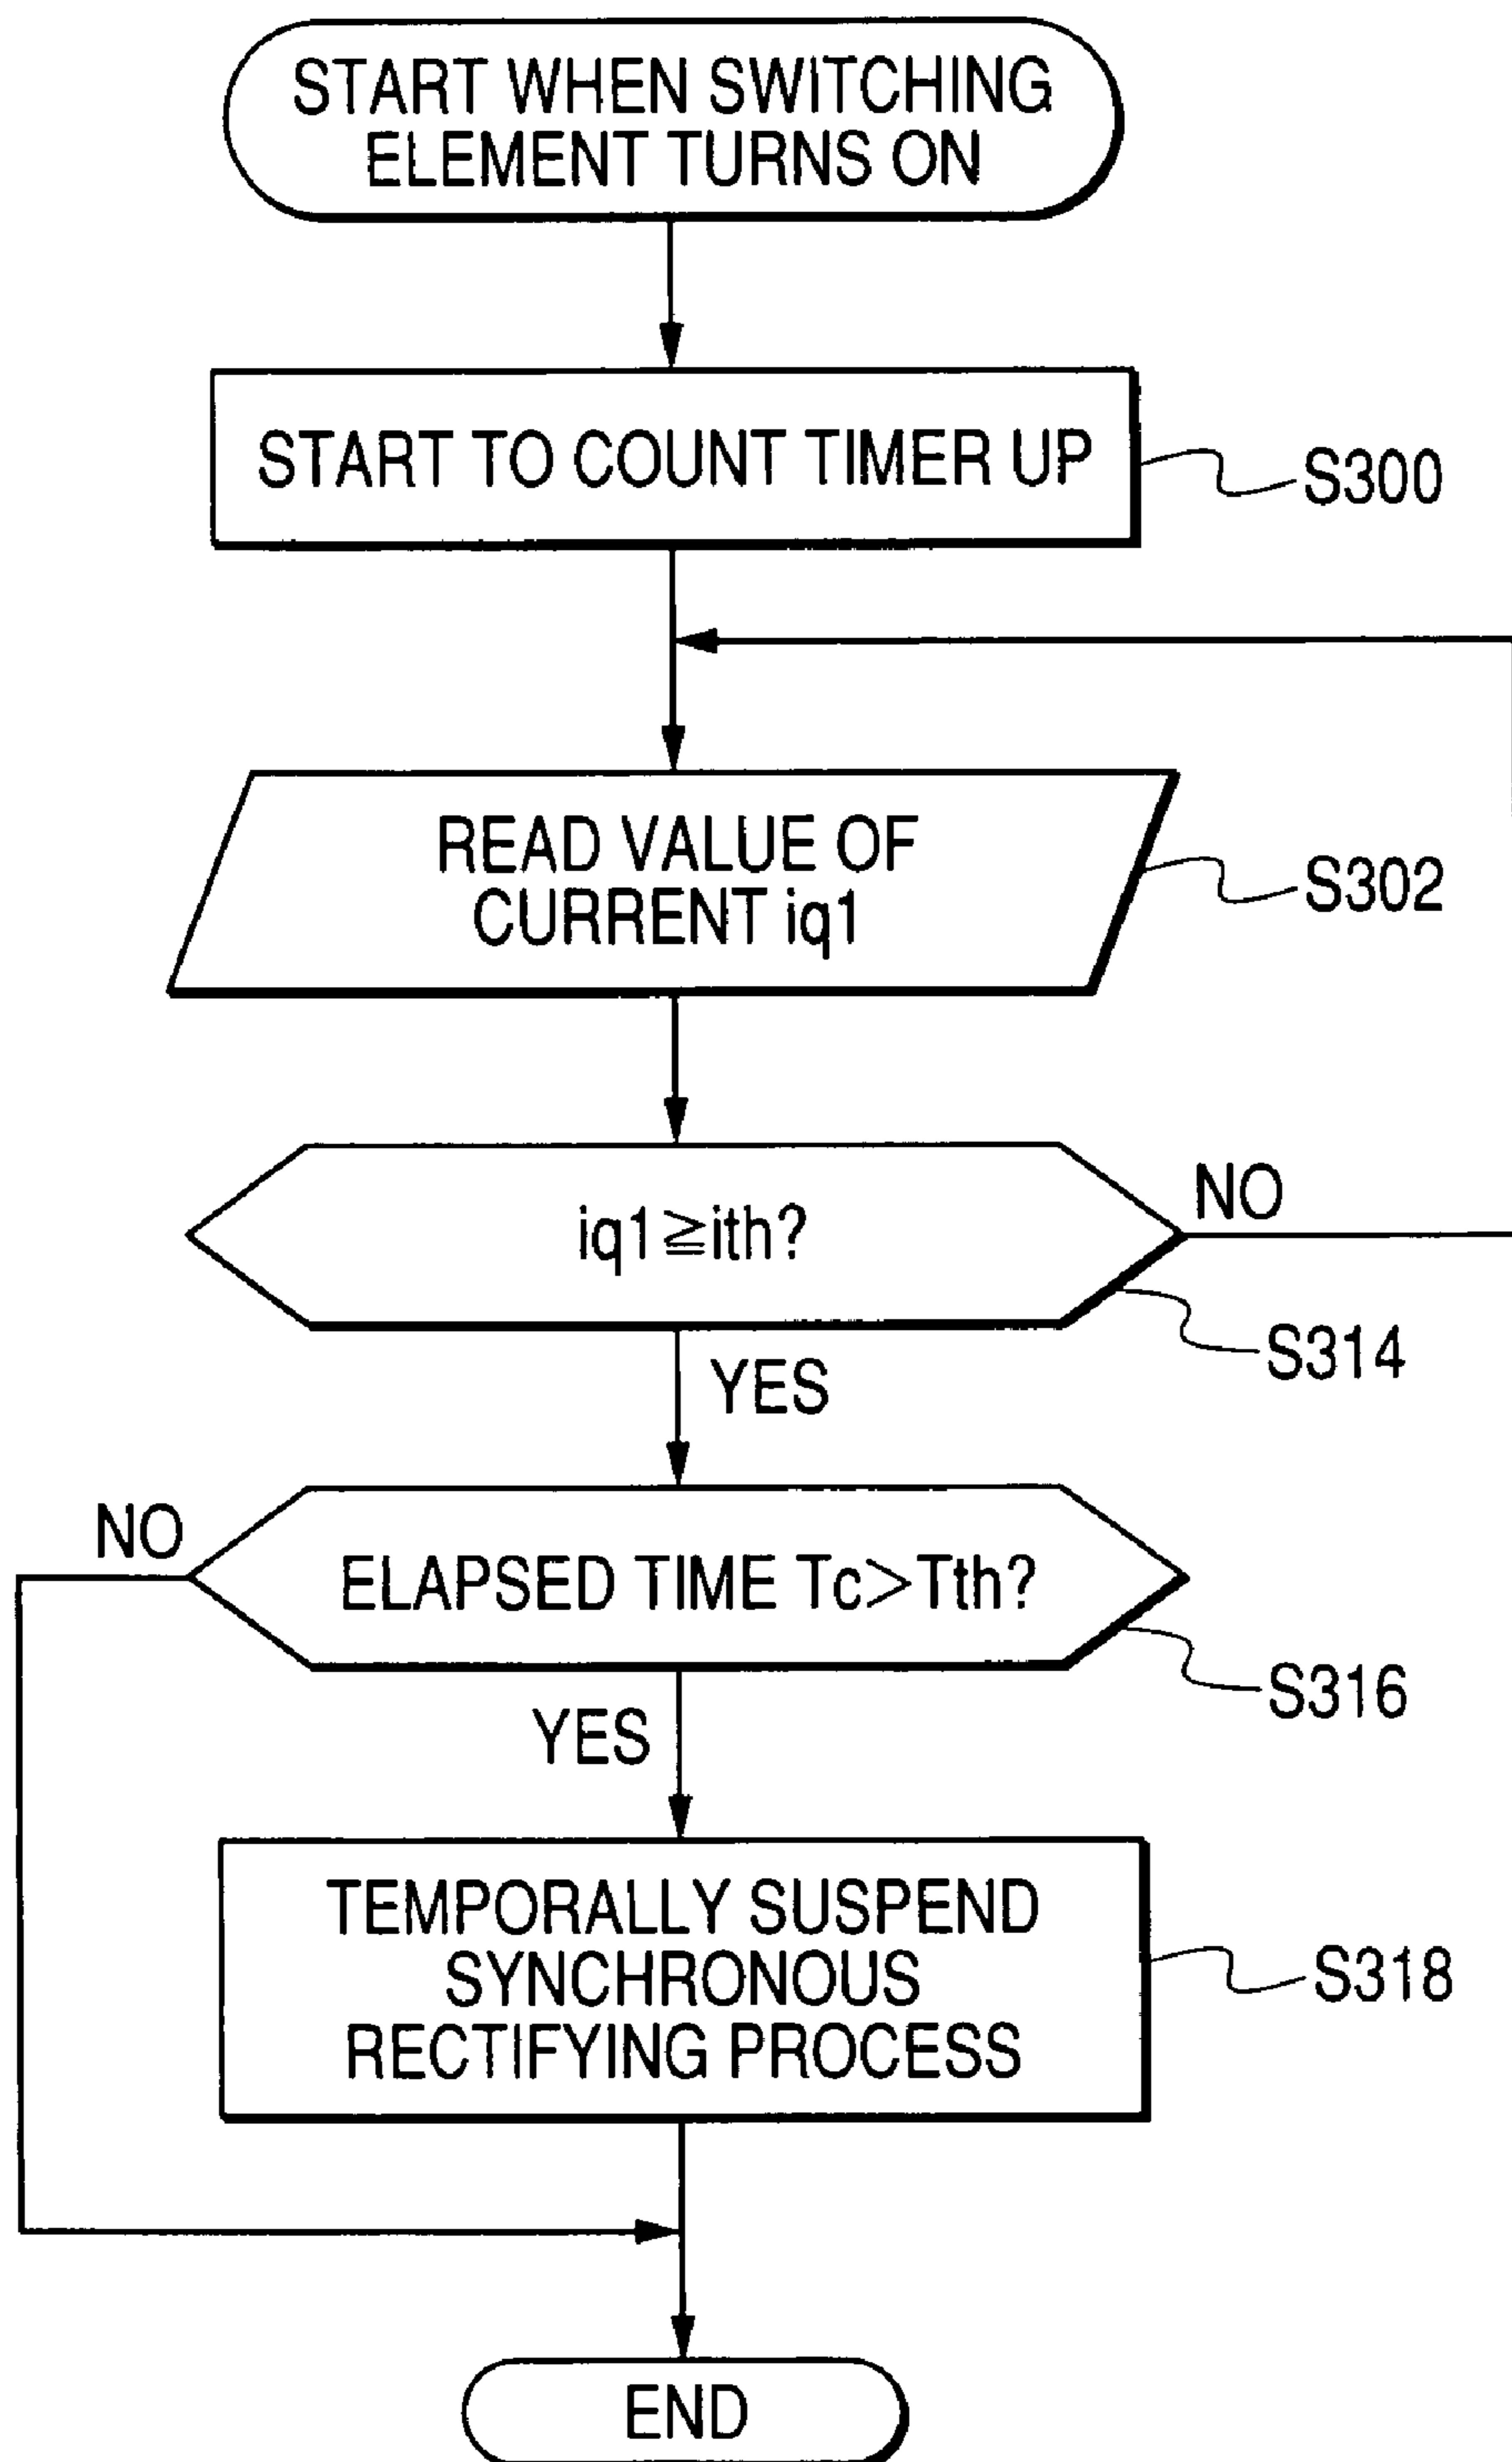 START WHEN SWITCHING
ELEMENT TURNS ON
START TO COUNT TIMER UP
S300
READ VALUE OF
CURRENT iq1
S302
iq1≧ith?
NO
S314
YES
NO
ELAPSED TIME Tc>Tth?
S316
YES
TEMPORALLY SUSPEND
SYNCHRONOUS
RECTIFYING PROCESS
S318
END